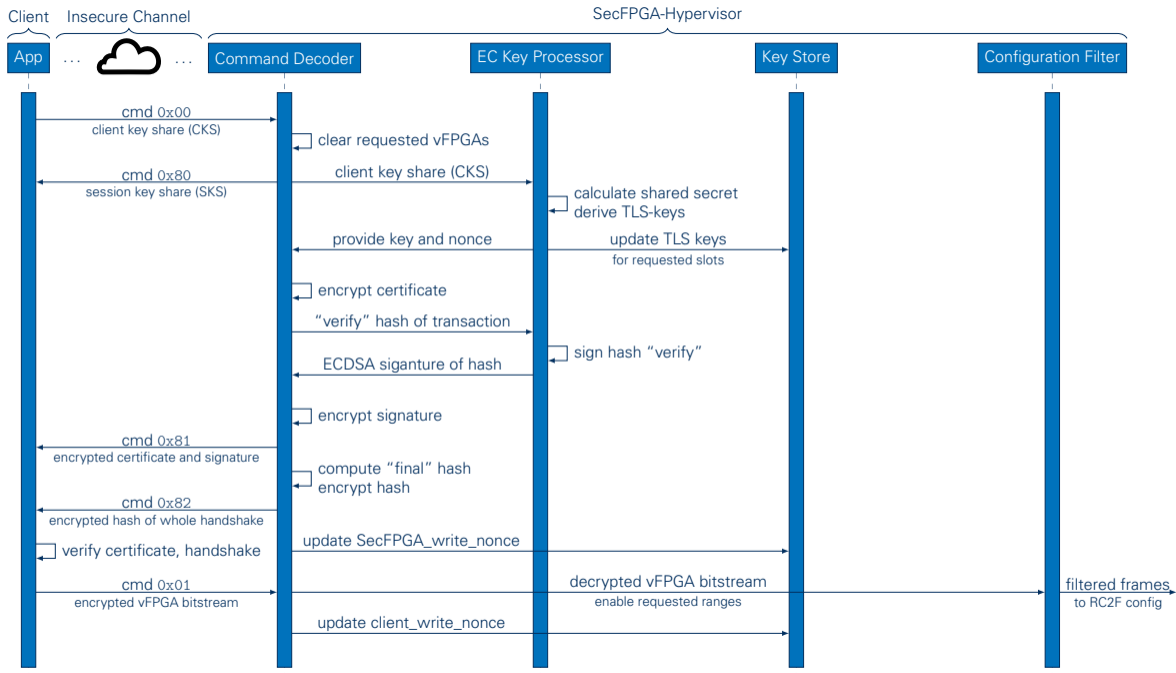 Client Insecure Channel SecFPGA-Hypervisor
App ... ... Command Decoder EC Key Processor Key Store Configuration Filter
cmd 0x00
client key share (CKS)
clear requested vFPGAs
cmd 0x80
session key share (SKS)
client key share (CKS)
calculate shared secret
derive TLS-keys
provide key and nonce
update TLS keys
for requested slots
encrypt certificate
“verify” hash of transaction
sign hash “verify”
ECDSA siganture of hash
encrypt signature
cmd 0x81
encrypted certificate and signature
compute “final” hash
encrypt hash
cmd 0x82
encrypted hash of whole handshake
verify certificate, handshake
update SecFPGA_write_nonce
cmd 0x01
encrypted vFPGA bitstream
decrypted vFPGA bitstream
enable requested ranges
filtered frames
to RC2F config
update client_write_nonce